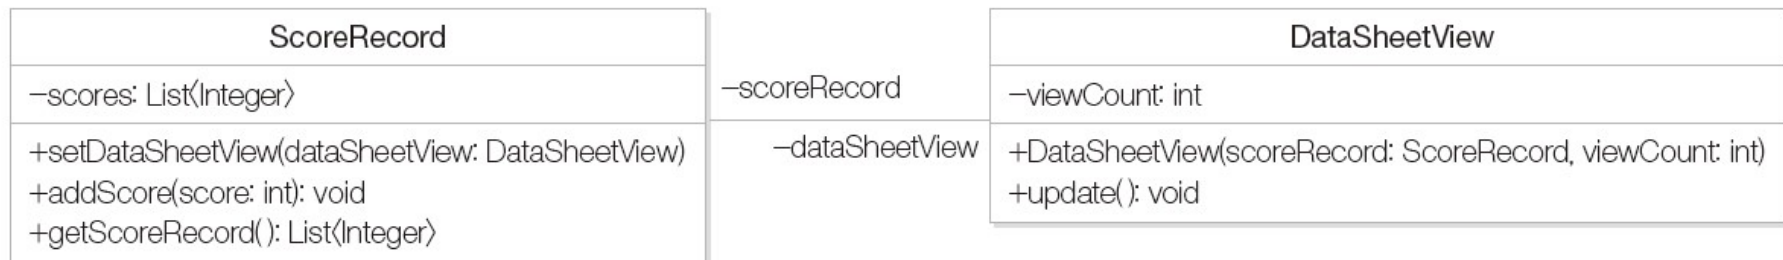 ScoreRecord
–scores: List〈Integer〉
+setDataSheetView(dataSheetView: DataSheetView)
+addScore(score: int): void
+getScoreRecord( ): List〈Integer〉
–scoreRecord
–dataSheetView
DataSheetView
–viewCount: int
+DataSheetView(scoreRecord: ScoreRecord, viewCount: int)
+update( ): void